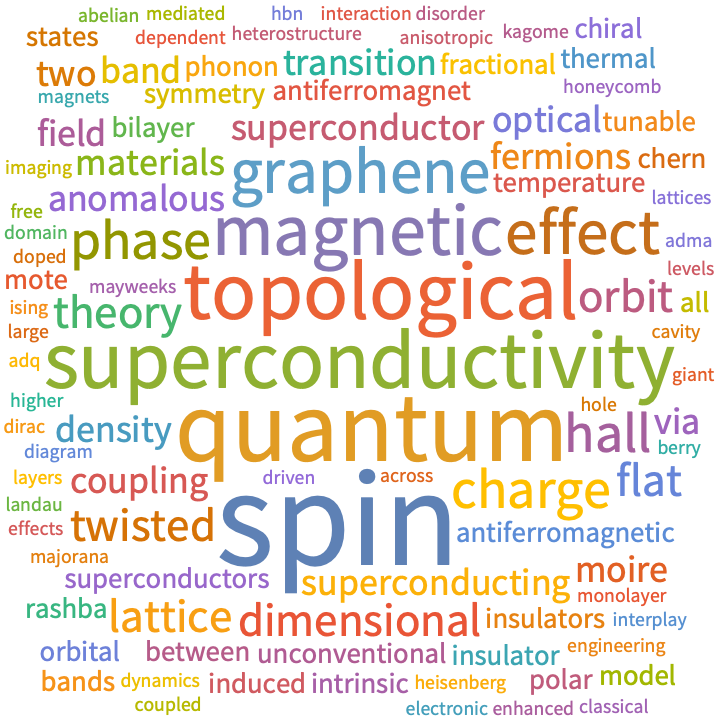 abelian mediated hbn interaction disorder
states dependent heterostructure anisotropic kagome chiral
two band phonon transition fractional thermal
magnets symmetry antiferromagnet honeycomb
field bilayer superconductor optical tunable
imaging materials graphene fermions chern
anomalous temperature lattices
free
domain phase magnetic effect adma
doped
mote mayweeks topological orbit levels
ising theory all
large superconductivity cavity
adq giant
higher hole
dirac density quantum hall via
diagram berry
layers coupling driven across charge flat
landau spin
effects twisted antiferromagnetic
majorana moire
superconductors superconducting monolayer
rashba lattice dimensional insulators interplay
orbital between unconventional insulator engineering
bands dynamics induced intrinsic heisenberg polar model
coupled electronic enhanced classical